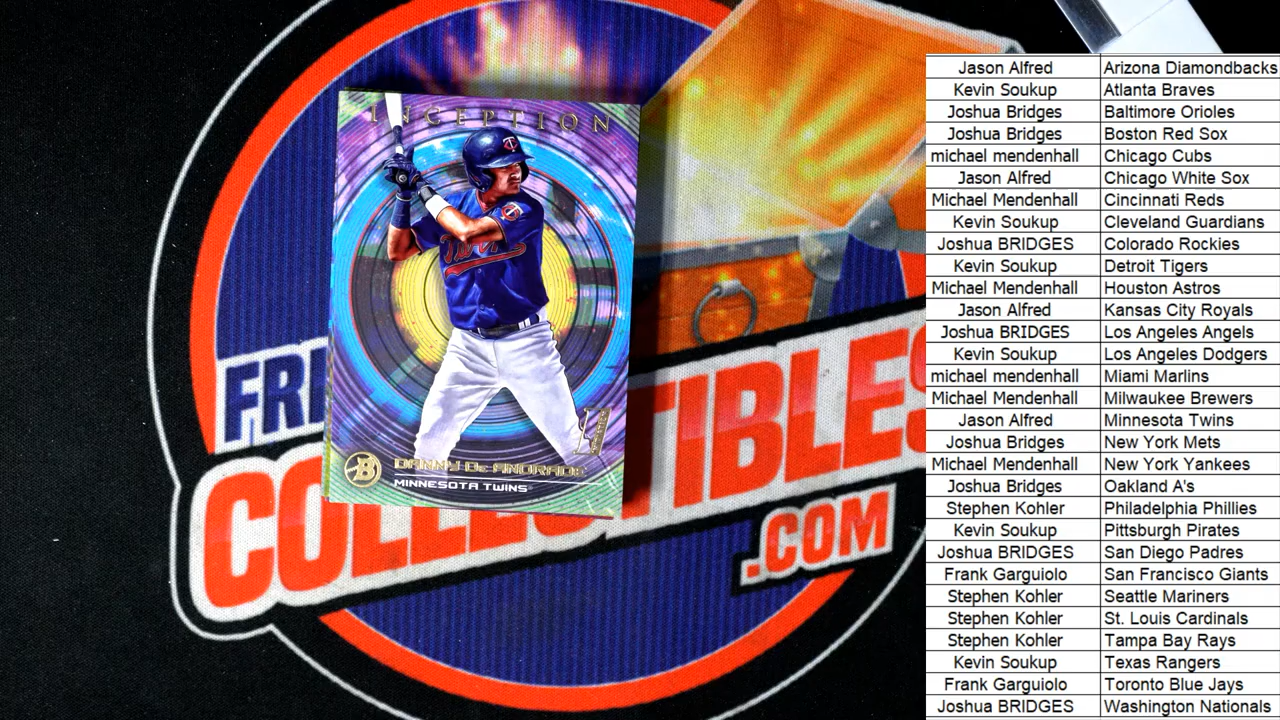 INCEPTION
Twins
DANNY De ANDRADE
MINNESOTA TWINS
B
FRI
COLLECTIBLES
.COM
Jason Alfred Arizona Diamondbacks
Kevin Soukup Atlanta Braves
Joshua Bridges Baltimore Orioles
Joshua Bridges Boston Red Sox
michael mendenhall Chicago Cubs
Jason Alfred Chicago White Sox
Michael Mendenhall Cincinnati Reds
Kevin Soukup Cleveland Guardians
Joshua BRIDGES Colorado Rockies
Kevin Soukup Detroit Tigers
Michael Mendenhall Houston Astros
Jason Alfred Kansas City Royals
Joshua BRIDGES Los Angeles Angels
Kevin Soukup Los Angeles Dodgers
michael mendenhall Miami Marlins
Michael Mendenhall Milwaukee Brewers
Jason Alfred Minnesota Twins
Joshua Bridges New York Mets
Michael Mendenhall New York Yankees
Joshua Bridges Oakland A's
Stephen Kohler Philadelphia Phillies
Kevin Soukup Pittsburgh Pirates
Joshua BRIDGES San Diego Padres
Frank Garguiolo San Francisco Giants
Stephen Kohler Seattle Mariners
Stephen Kohler St. Louis Cardinals
Stephen Kohler Tampa Bay Rays
Kevin Soukup Texas Rangers
Frank Garguiolo Toronto Blue Jays
Joshua BRIDGES Washington Nationals